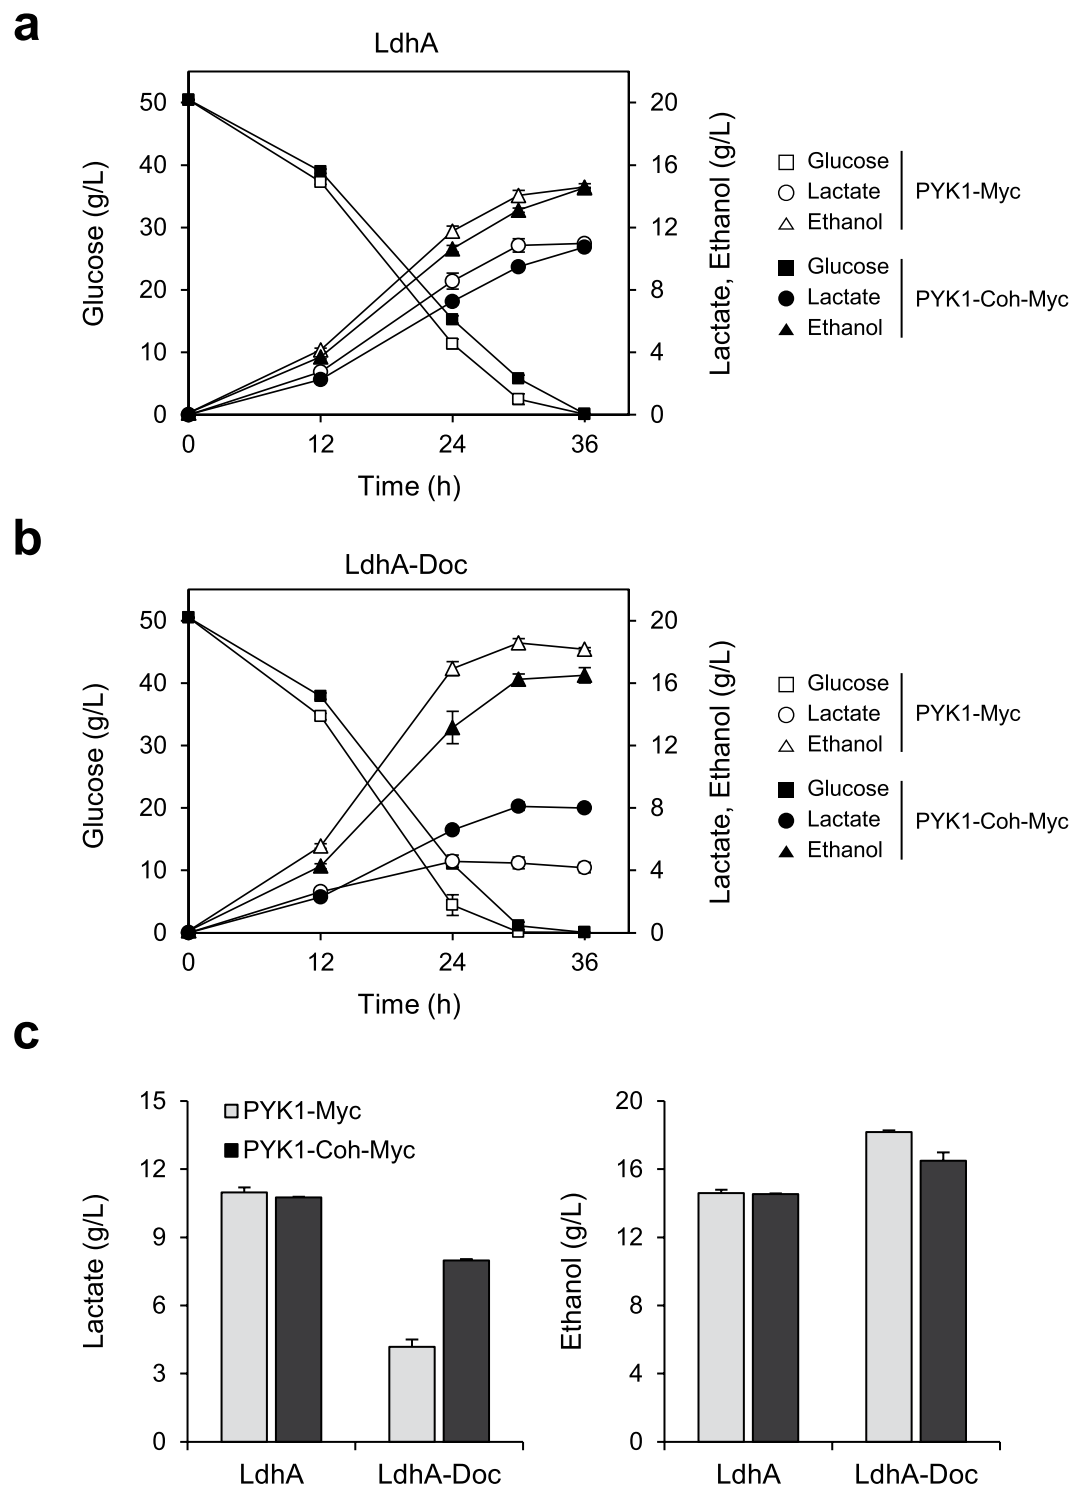 a
LdhA
50
40
30
20
10
0
20
16
12
8
4
0
0 12 24 36
Glucose (g/L)
Lactate, Ethanol (g/L)
Time (h)
Glucose
Lactate
Ethanol
PYK1-Myc
Glucose
Lactate
Ethanol
PYK1-Coh-Myc
b
LdhA-Doc
50
40
30
20
10
0
20
16
12
8
4
0
0 12 24 36
Glucose (g/L)
Lactate, Ethanol (g/L)
Time (h)
Glucose
Lactate
Ethanol
PYK1-Myc
Glucose
Lactate
Ethanol
PYK1-Coh-Myc
c
15
12
9
6
3
0
Lactate (g/L)
PYK1-Myc
PYK1-Coh-Myc
LdhA LdhA-Doc
20
16
12
8
4
0
Ethanol (g/L)
LdhA LdhA-Doc